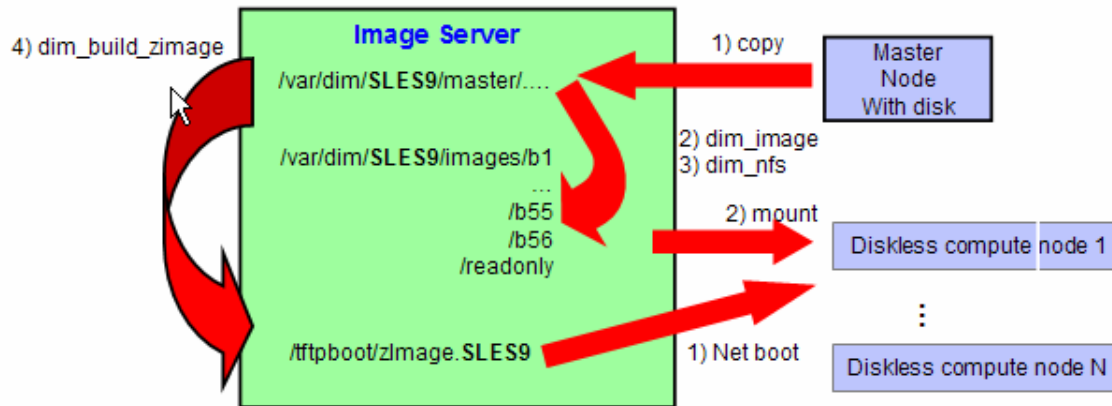 4) dim_build_zimage
Image Server
/var/dim/SLES9/master/....
1) copy
Master
Node
With disk
2) dim_image
3) dim_nfs
/var/dim/SLES9/images/b1
...
/b55
/b56
/readonly
2) mount
Diskless compute node 1
⋮
/tftpboot/zImage.SLES9
1) Net boot
Diskless compute node N